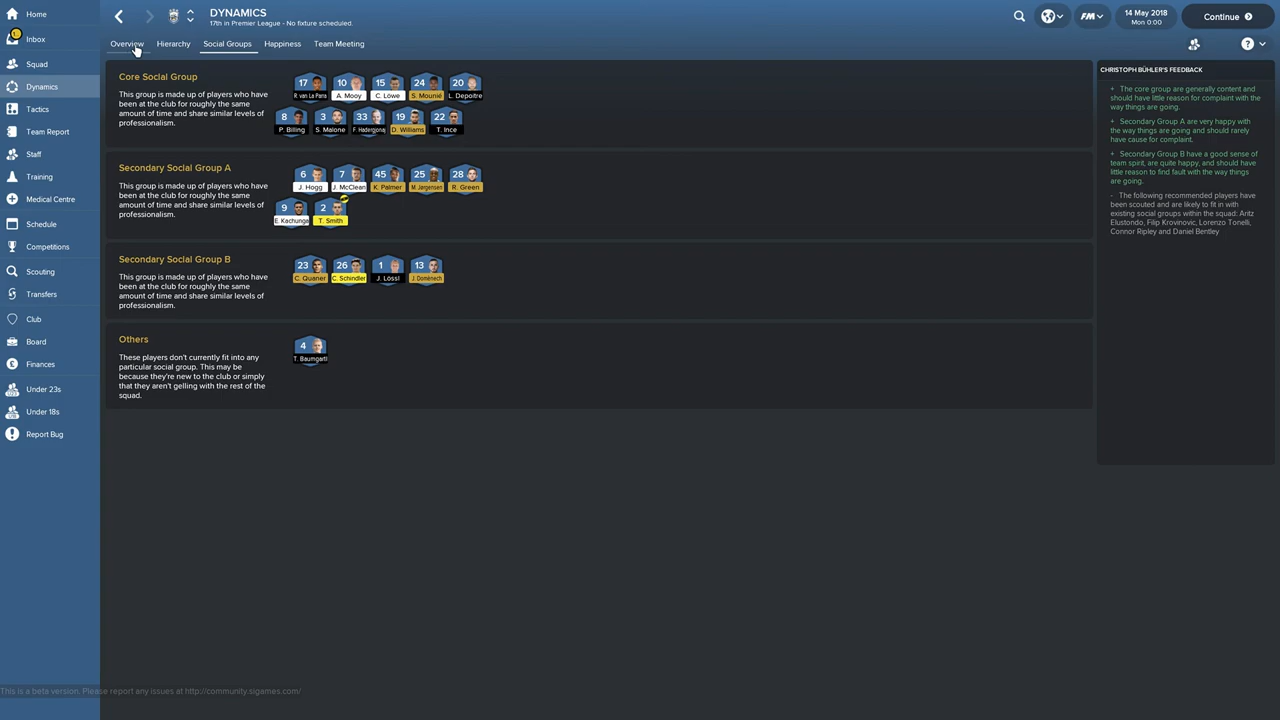 Home
Inbox
Squad
Dynamics
Tactics
Team Report
Staff
Training
Medical Centre
Schedule
Competitions
Scouting
Transfers
Club
Board
Finances
Under 23s
Under 18s
Report Bug
DYNAMICS
17th in Premier League - No fixture scheduled.
FM
14 May 2018
Mon 0:00
Continue
Overview
Hierarchy
Social Groups
Happiness
Team Meeting
?
Core Social Group
This group is made up of players who have
been at the club for roughly the same
amount of time and share similar levels of
professionalism.
17 10 15 24 20
R. van La Parra A. Mooy C. Löwe S. Mounié L. Depoitre
8 3 33 19 22
P. Billing S. Malone F. Hadergjonaj D. Williams T. Ince
Secondary Social Group A
This group is made up of players who have
been at the club for roughly the same
amount of time and share similar levels of
professionalism.
6 7 45 25 28
J. Hogg J. McClean K. Palmer M. Jørgensen R. Green
9 2
E. Kachunga T. Smith
Secondary Social Group B
This group is made up of players who have
been at the club for roughly the same
amount of time and share similar levels of
professionalism.
23 26 1 13
C. Quaner C. Schindler J. Lössl J. Domènech
Others
These players don't currently fit into any
particular social group. This may be
because they're new to the club or simply
that they aren't gelling with the rest of the
squad.
4
T. Baumgartl
CHRISTOPH BÜHLER'S FEEDBACK
+ The core group are generally content and
should have little reason for complaint with the
way things are going.
+ Secondary Group A are very happy with
the way things are going and should rarely
have cause for complaint.
+ Secondary Group B have a good sense of
team spirit, are quite happy, and should have
little reason to find fault with the way things
are going.
- The following recommended players have
been scouted and are likely to fit in with
existing social groups within the squad: Aritz
Elustondo, Filip Krovinovic, Lorenzo Tonelli,
Connor Ripley and Daniel Bentley
This is a beta version. Please report any issues at http://community.sigames.com/